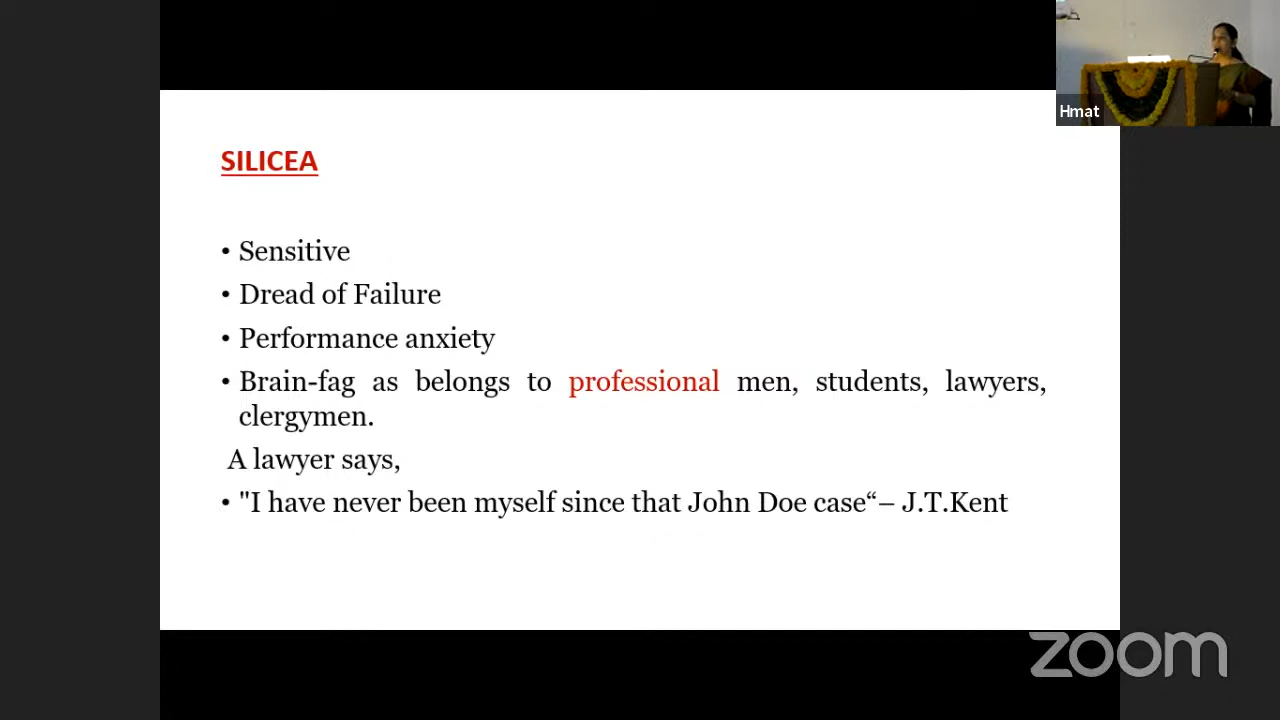 Hmat
SILICEA
• Sensitive
• Dread of Failure
• Performance anxiety
• Brain-fag as belongs to professional men, students, lawyers,
clergymen.
A lawyer says,
• "I have never been myself since that John Doe case“– J.T.Kent
zoom